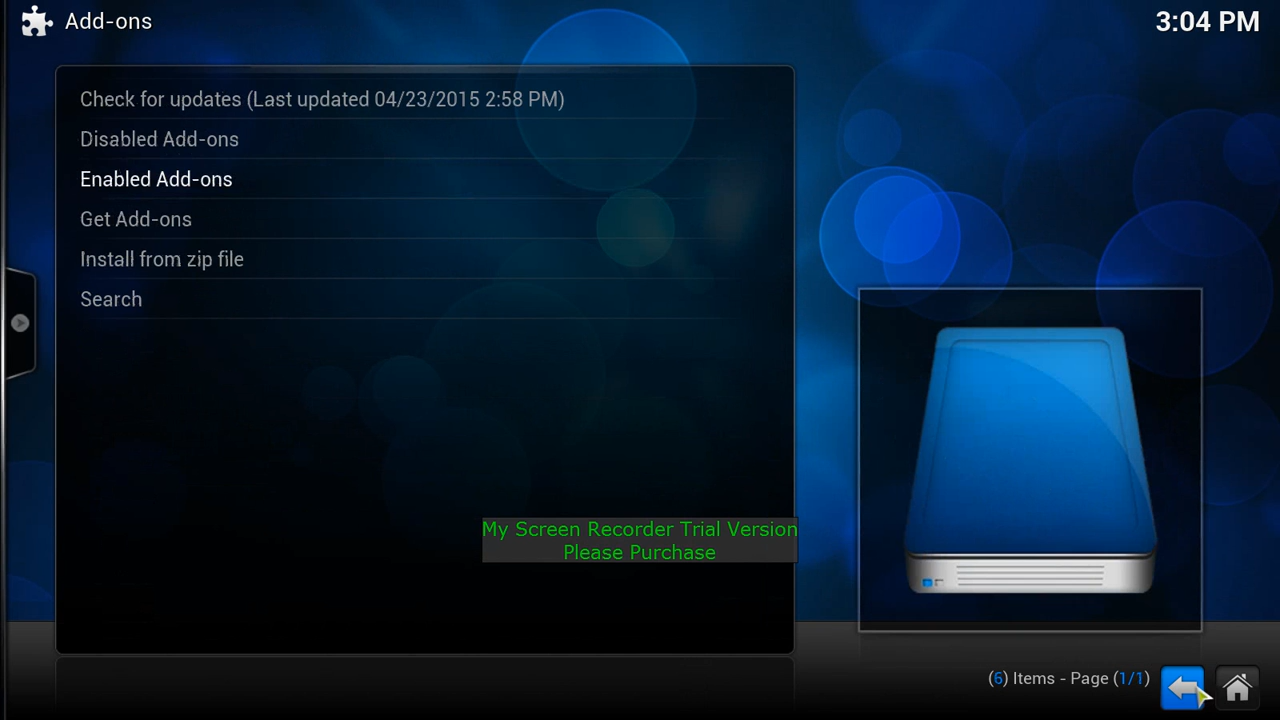 Add-ons
3:04 PM
Check for updates (Last updated 04/23/2015 2:58 PM)
Disabled Add-ons
Enabled Add-ons
Get Add-ons
Install from zip file
Search
My Screen Recorder Trial Version
Please Purchase
(6) Items - Page (1/1)